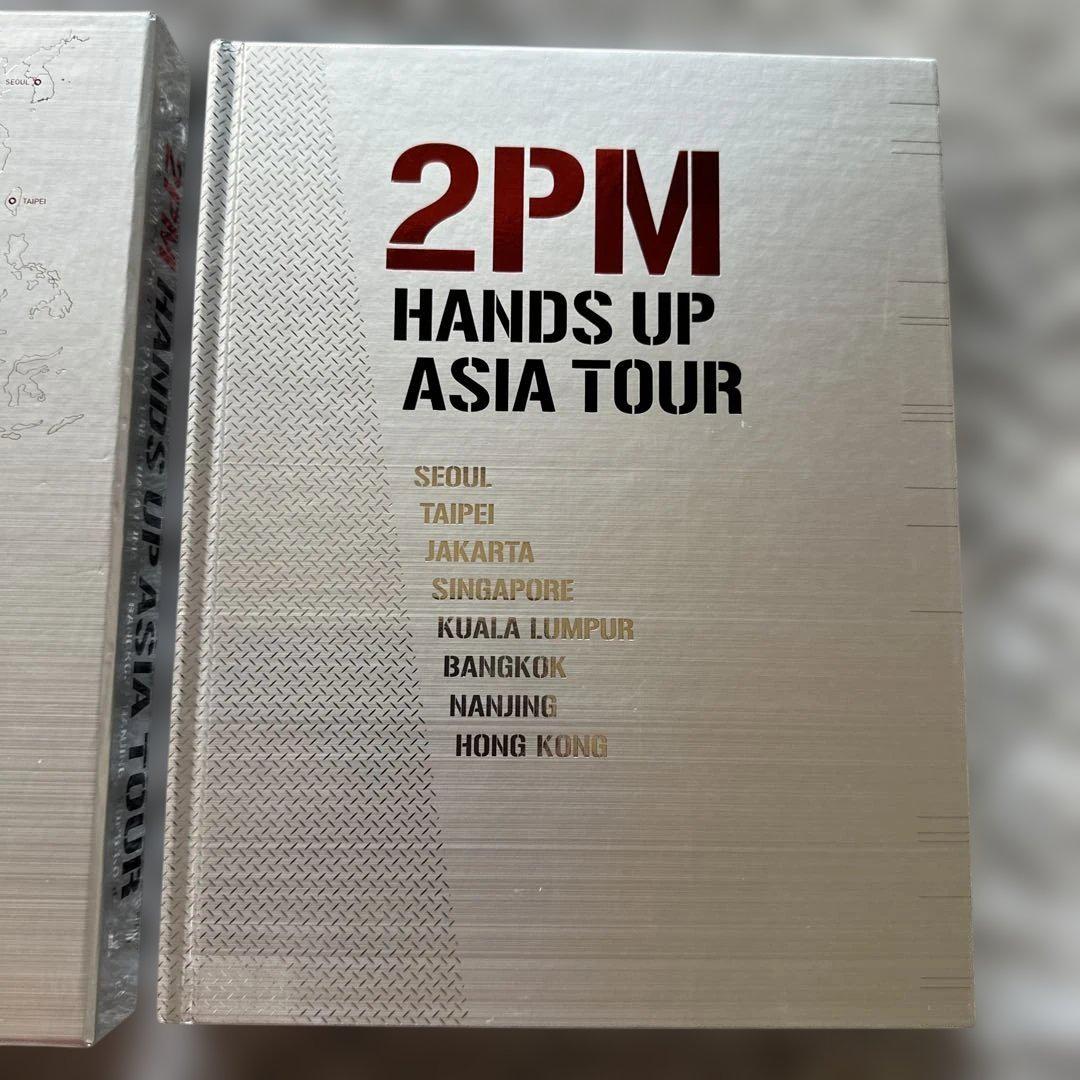 SEOUL
TAIPEI
2PM HANDS UP ASIA TOUR
2PM
HANDS UP
ASIA TOUR
SEOUL
TAIPEI
JAKARTA
SINGAPORE
KUALA LUMPUR
BANGKOK
NANJING
HONG KONG